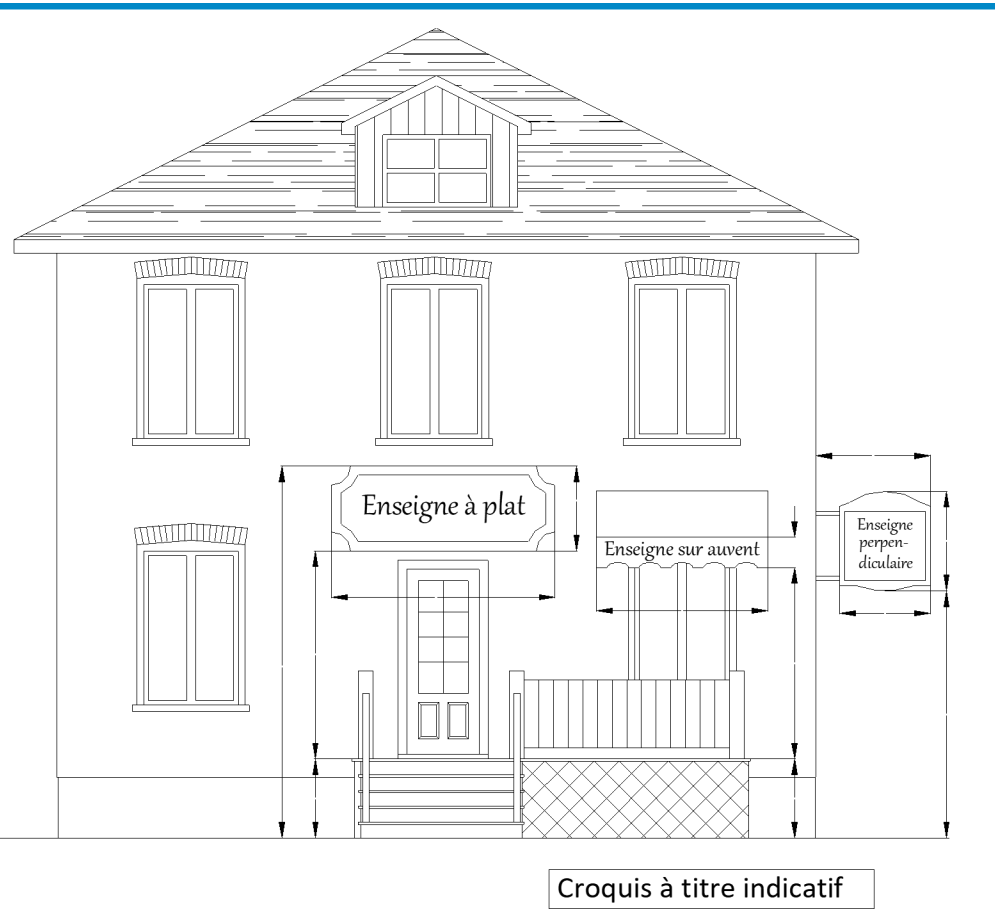 Enseigne à plat
Enseigne sur auvent
Enseigne
perpen-
diculaire
Croquis à titre indicatif